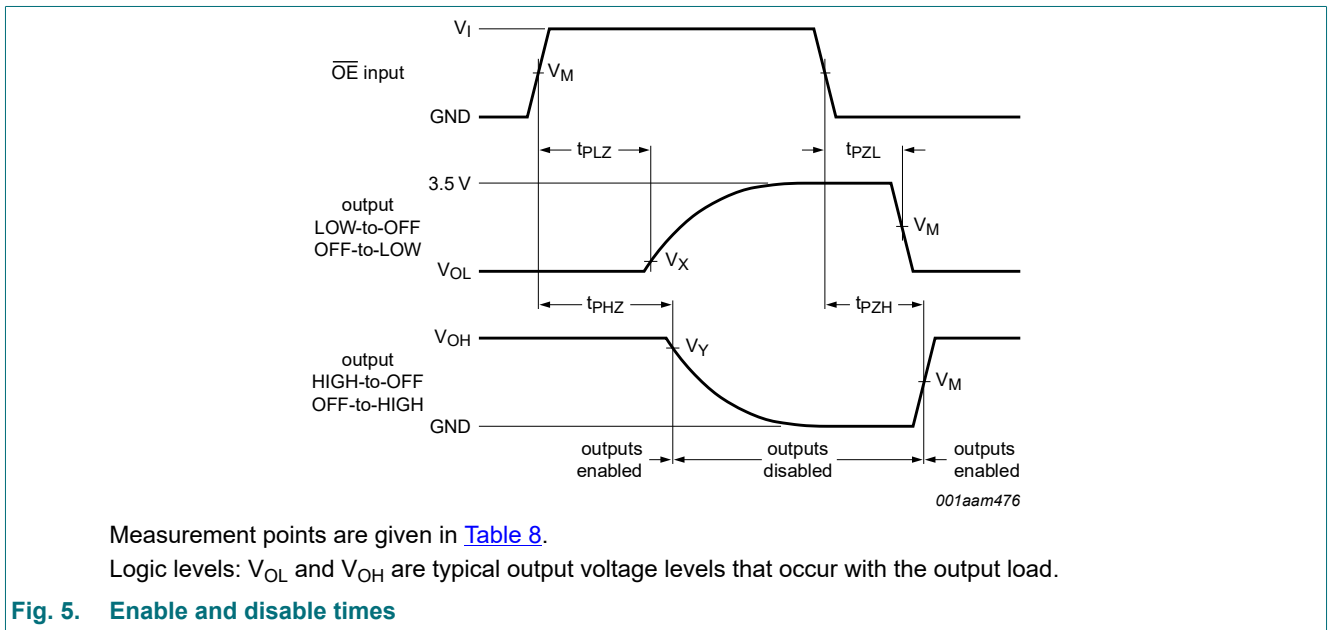 V_I
O̅E̅ input
V_M
GND
t_PLZ
t_PZL
3.5 V
output
LOW-to-OFF
OFF-to-LOW
V_M
V_X
V_OL
t_PHZ
t_PZH
V_OH
V_Y
output
HIGH-to-OFF
OFF-to-HIGH
V_M
GND
outputs
enabled
outputs
disabled
outputs
enabled
001aam476
Measurement points are given in Table 8.
Logic levels: V_OL and V_OH are typical output voltage levels that occur with the output load.
Fig. 5. Enable and disable times